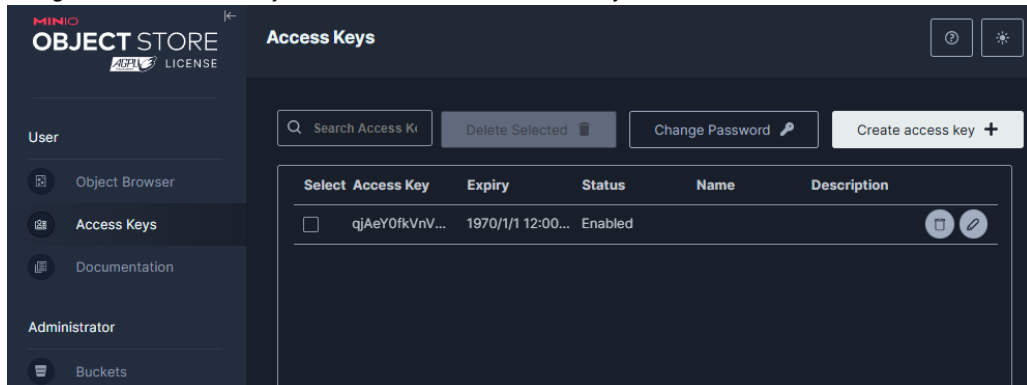 MINIO
OBJECT STORE
AGPLv3 LICENSE
User
Object Browser
Access Keys
Documentation
Administrator
Buckets
Access Keys
Search Access Ke
Delete Selected
Change Password
Create access key
Select Access Key Expiry Status Name Description
qjAeY0fkVnV... 1970/1/1 12:00... Enabled